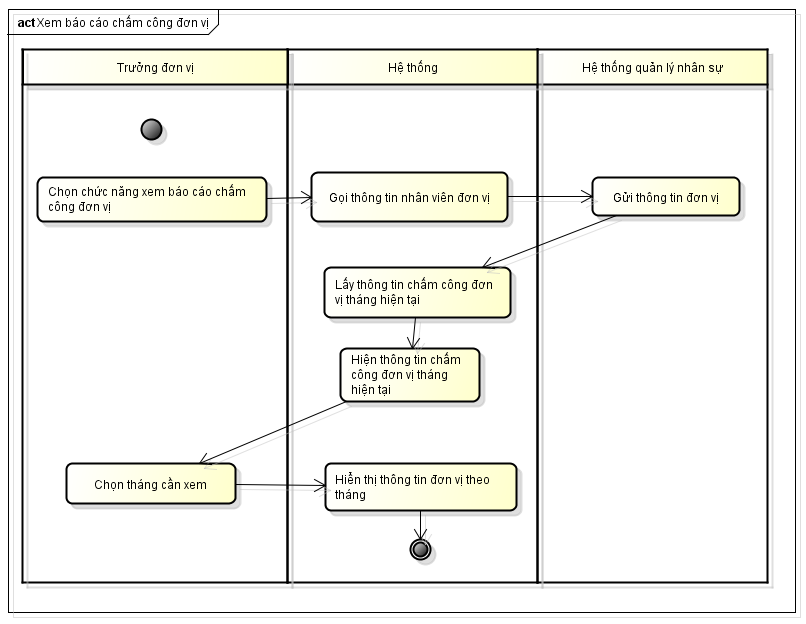 act Xem báo cáo chấm công đơn vị
Trưởng đơn vị
Hệ thống
Hệ thống quản lý nhân sự
Chọn chức năng xem báo cáo chấm
công đơn vị
Gọi thông tin nhân viên đơn vị
Gửi thông tin đơn vị
Lấy thông tin chấm công đơn
vị tháng hiện tại
Hiện thông tin chấm
công đơn vị tháng
hiện tại
Chọn tháng cần xem
Hiển thị thông tin đơn vị theo
tháng